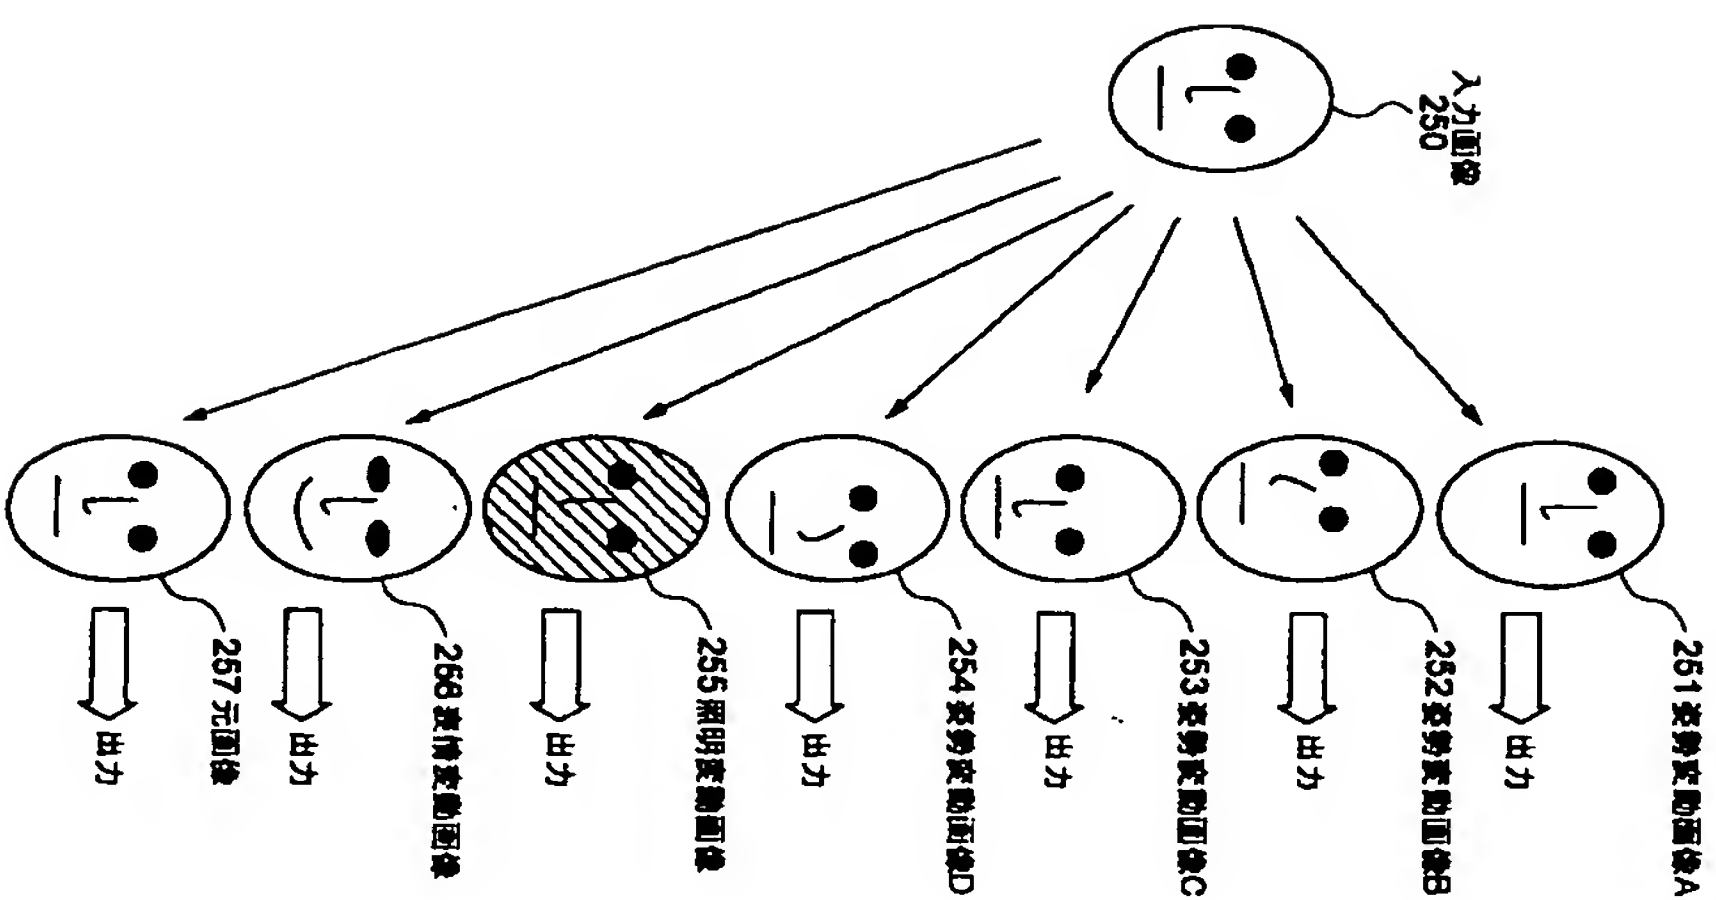 入力画像
250
251 姿勢変動画像A
出力
252 姿勢変動画像B
出力
253 姿勢変動画像C
出力
254 姿勢変動画像D
出力
255 照明変動画像
出力
256 表情変動画像
出力
257 元画像
出力